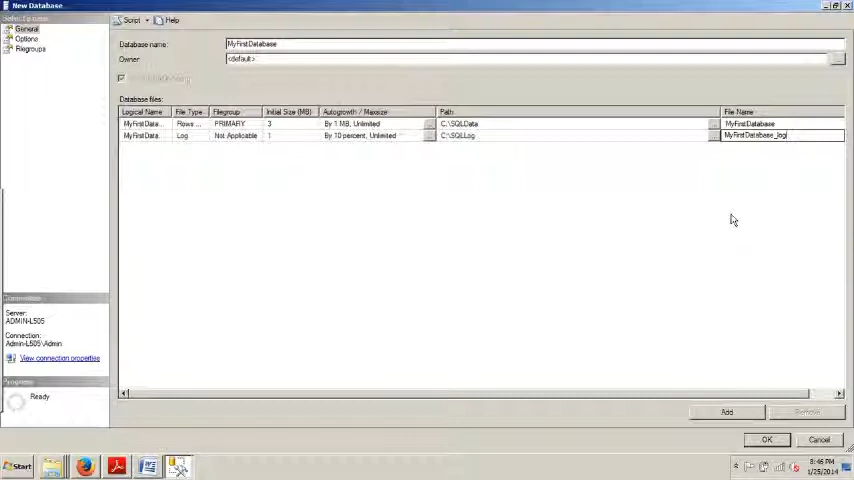 New Database
Script
Help
General
Options
Filegroups
Database name:
MyFirstDatabase
Owner:
<default>
Database files:
Logical Name
File Type
Filegroup
Initial Size (MB)
Autogrowth / Maxsize
Path
File Name
MyFirstData...
Rows ...
PRIMARY
3
By 1 MB, Unlimited
...
C:\SQLData
...
MyFirstDatabase
MyFirstData...
Log
Not Applicable
1
By 10 percent, Unlimited
...
C:\SQLLog
...
MyFirstDatabase_log
Connection
Server:
ADMIN-L505
Connection:
Admin-L505\Admin
View connection properties
Progress
Ready
Add
Remove
OK
Cancel
Start
8:46 PM
1/25/2014